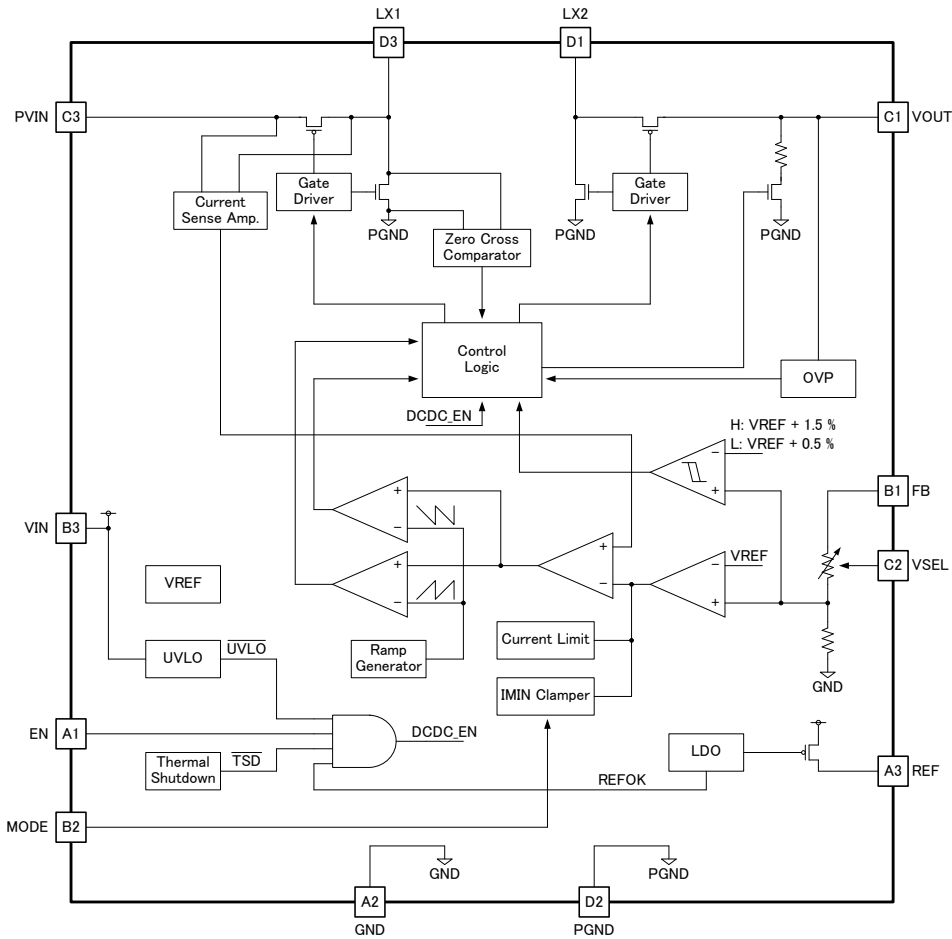 LX1
LX2
D3
D1
PVIN
C3
C1
VOUT
Current
Sense Amp.
Gate
Driver
PGND
Zero Cross
Comparator
PGND
Gate
Driver
PGND
Control
Logic
OVP
DCDC_EN
H: VREF + 1.5 %
L: VREF + 0.5 %
−
+
B1
FB
+
−
VIN
B3
+
−
VREF
−
+
C2
VSEL
VREF
+
−
Current Limit
UVLO
UVLO
Ramp
Generator
GND
IMIN Clamper
EN
A1
DCDC_EN
LDO
Thermal
Shutdown
TSD
REFOK
A3
REF
MODE
B2
GND
PGND
A2
D2
GND
PGND